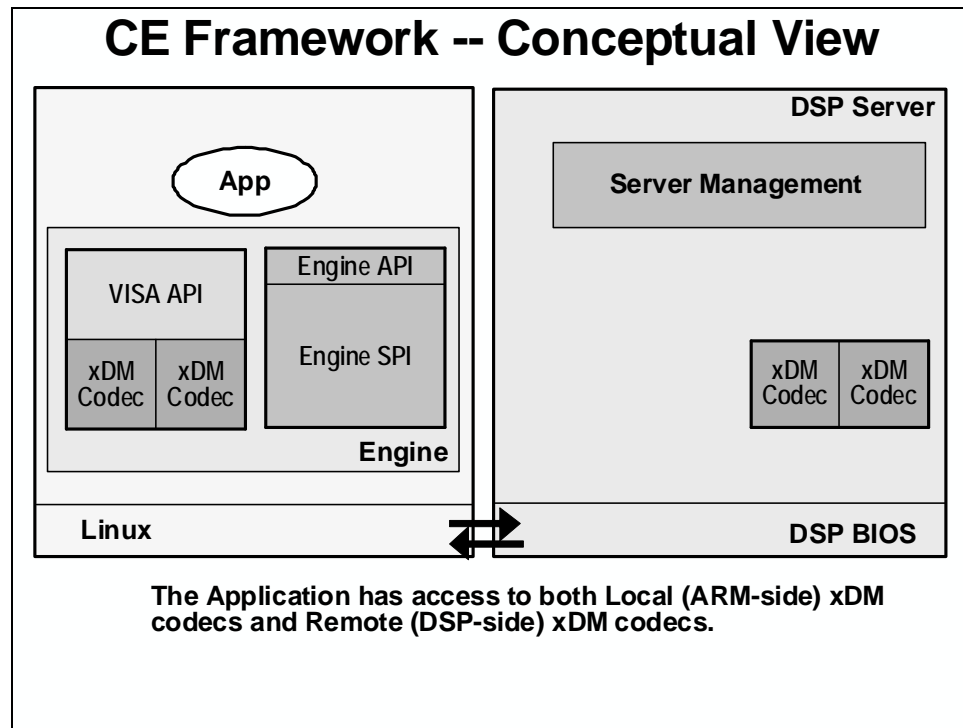 CE Framework -- Conceptual View
App
VISA API
xDM
Codec
xDM
Codec
Engine API
Engine SPI
Engine
Linux
DSP Server
Server Management
xDM
Codec
xDM
Codec
DSP BIOS
The Application has access to both Local (ARM-side) xDM
codecs and Remote (DSP-side) xDM codecs.